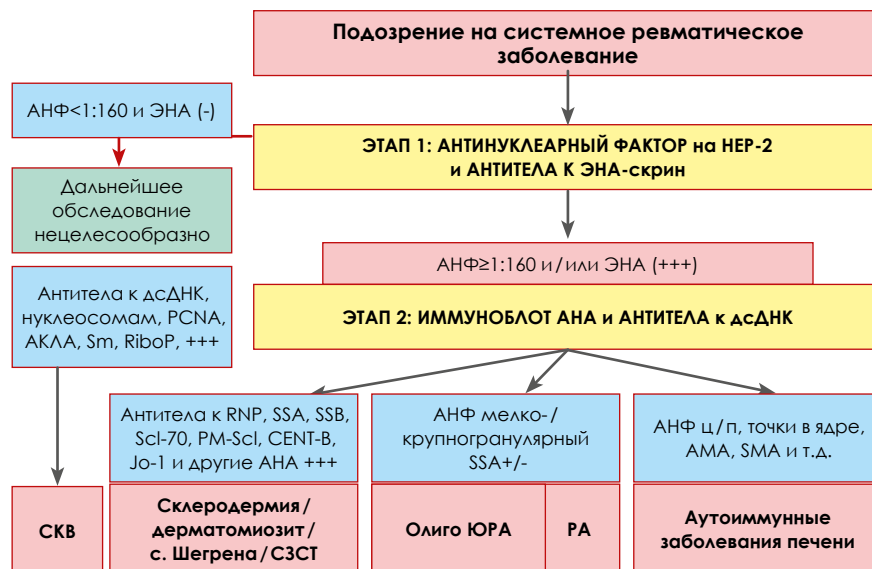 Подозрение на системное ревматическое
заболевание
АНФ<1:160 и ЭНА (-)
ЭТАП 1: АНТИНУКЛЕАРНЫЙ ФАКТОР на HEP-2
и АНТИТЕЛА К ЭНА-скрин
Дальнейшее
обследование
нецелесообразно
АНФ≥1:160 и/или ЭНА (+++)
Антитела к дсДНК,
нуклеосомам, PCNA,
АКЛА, Sm, RiboP, +++
ЭТАП 2: ИММУНОБЛОТ АНА и АНТИТЕЛА к дсДНК
Антитела к RNP, SSA, SSB,
Scl-70, PM-Scl, CENT-B,
Jo-1 и другие АНА +++
АНФ мелко-/
крупногранулярный
SSA+/-
АНФ ц/п, точки в ядре,
АМА, SMA и т.д.
СКВ
Склеродермия/
дерматомиозит/
с. Шегрена/СЗСТ
Олиго ЮРА
РА
Аутоиммунные
заболевания печени